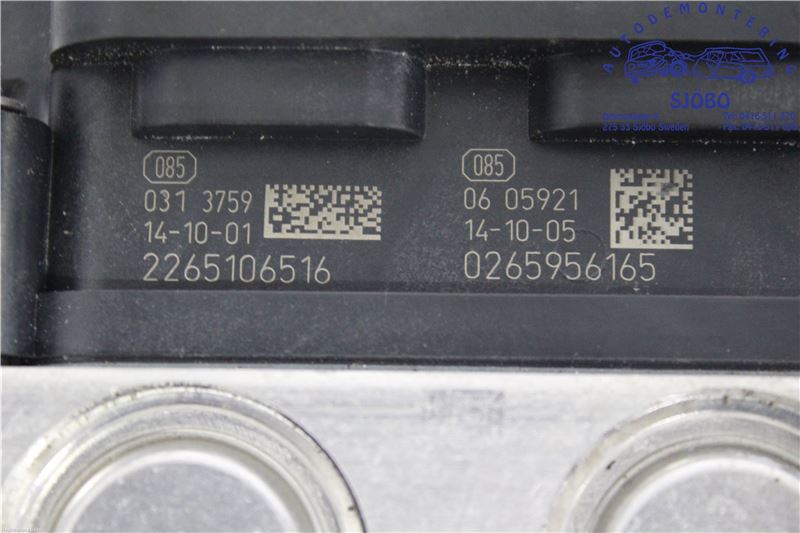 AUTODEMONTERING
SJÖBO
275 33 Sjöbo Sweden
085
031 3759
14-10-01
2265106516
085
06 05921
14-10-05
0265956165